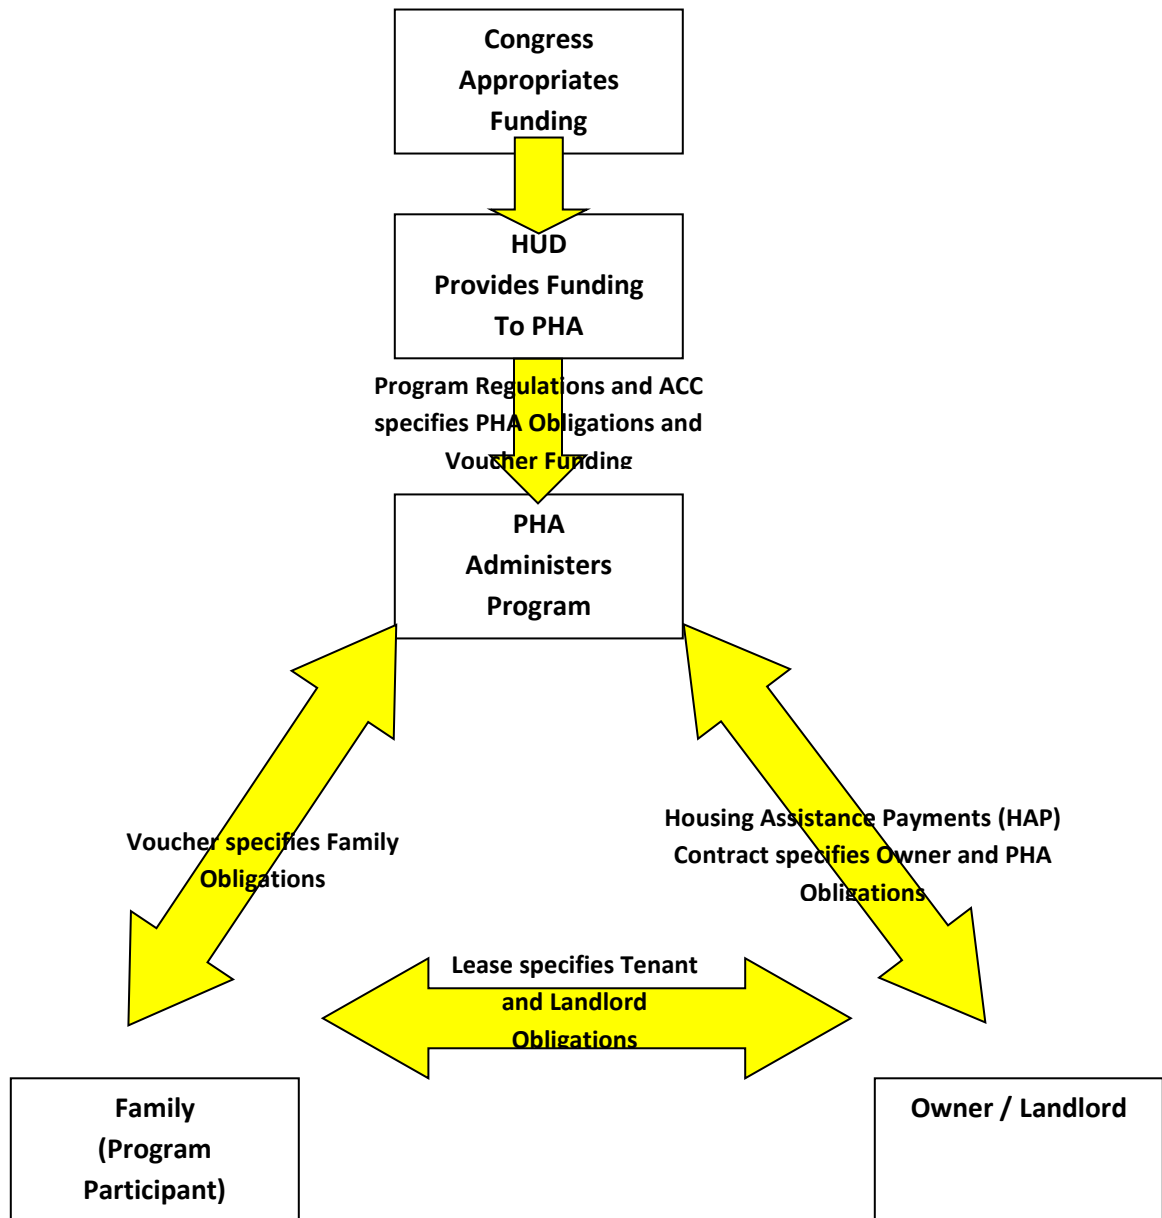 Congress
Appropriates
Funding
HUD
Provides Funding
To PHA
Program Regulations and ACC
specifies PHA Obligations and
Voucher Funding
PHA
Administers
Program
Voucher specifies Family
Obligations
Housing Assistance Payments (HAP)
Contract specifies Owner and PHA
Obligations
Lease specifies Tenant
and Landlord
Obligations
Family
(Program
Participant)
Owner / Landlord